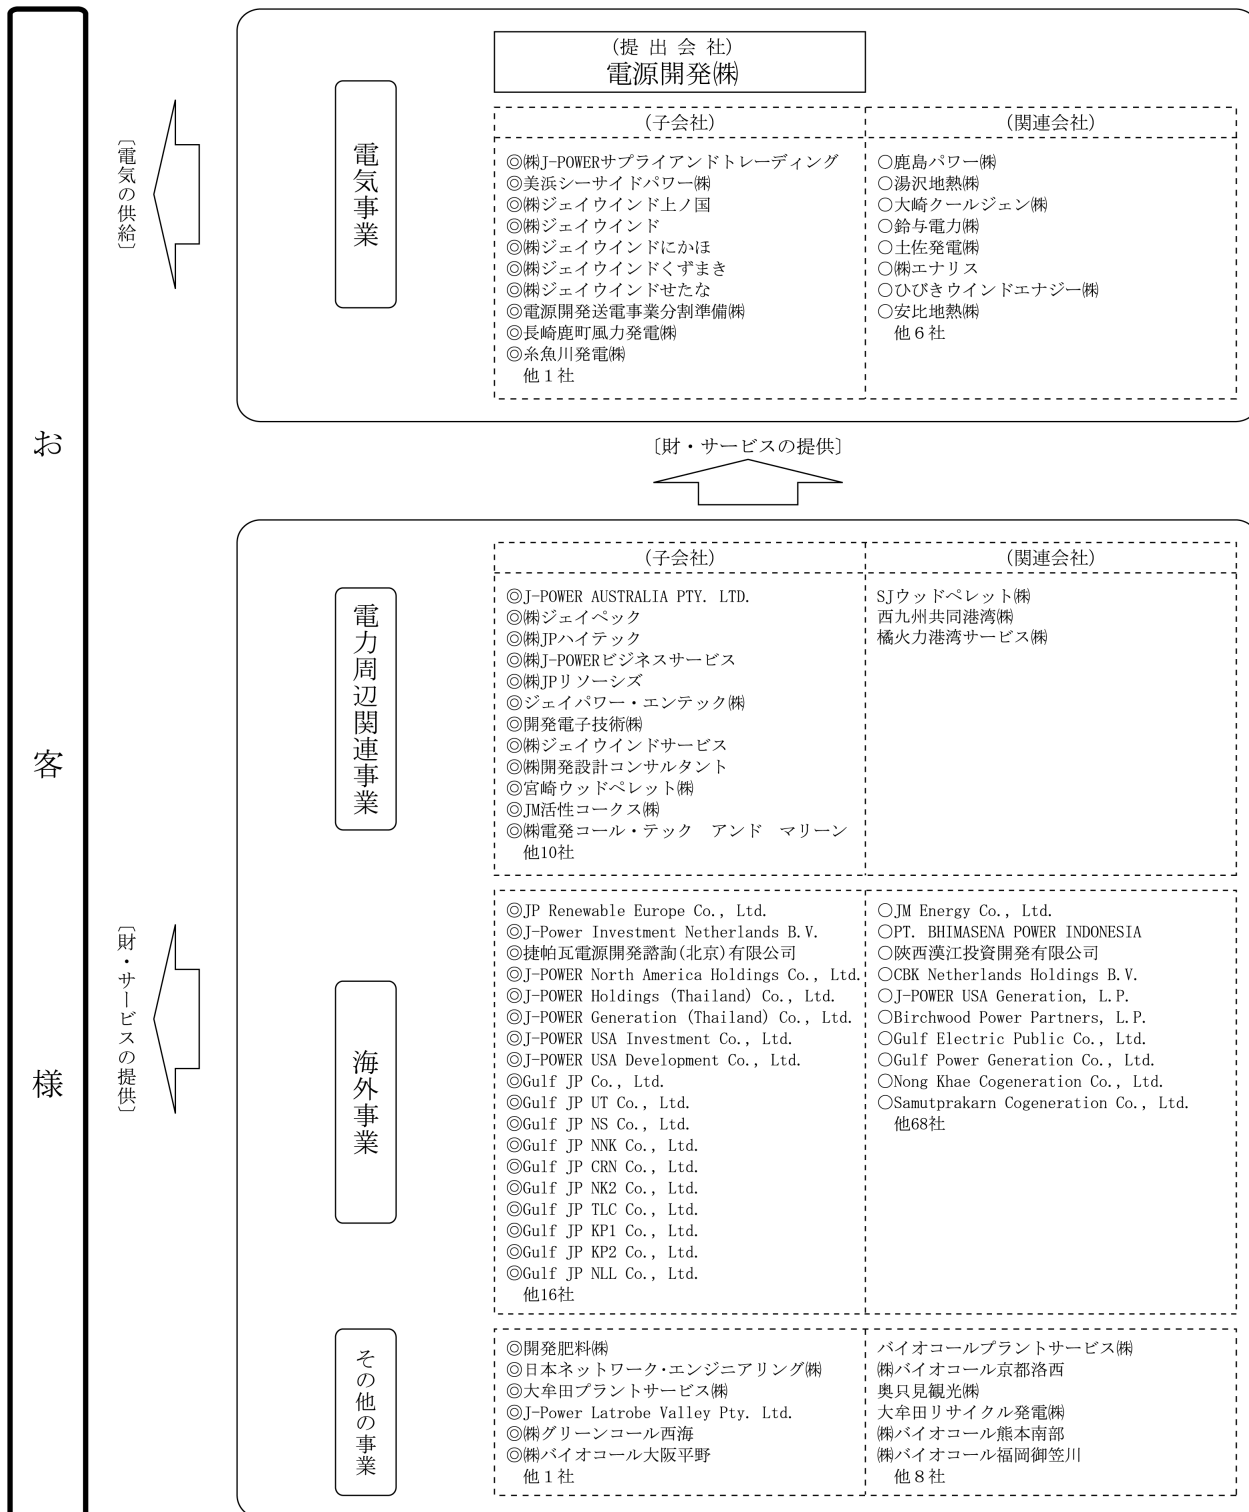 お客様
〔電気の供給〕
電気事業
(提 出 会 社)
電源開発㈱
(子会社)
◎㈱J-POWERサプライアンドトレーディング
◎美浜シーサイドパワー㈱
◎㈱ジェイウインド上ノ国
◎㈱ジェイウインド
◎㈱ジェイウインドにかほ
◎㈱ジェイウインドくずまき
◎㈱ジェイウインドせたな
◎電源開発送電事業分割準備㈱
◎長崎鹿町風力発電㈱
◎糸魚川発電㈱
他１社
(関連会社)
○鹿島パワー㈱
○湯沢地熱㈱
○大崎クールジェン㈱
○鈴与電力㈱
○土佐発電㈱
○㈱エナリス
○ひびきウインドエナジー㈱
○安比地熱㈱
他６社
〔財・サービスの提供〕
〔財・サービスの提供〕
電力周辺関連事業
(子会社)
◎J-POWER AUSTRALIA PTY. LTD.
◎㈱ジェイペック
◎㈱JPハイテック
◎㈱J-POWERビジネスサービス
◎㈱JPリソーシズ
◎ジェイパワー・エンテック㈱
◎開発電子技術㈱
◎㈱ジェイウインドサービス
◎㈱開発設計コンサルタント
◎宮崎ウッドペレット㈱
◎JM活性コークス㈱
◎㈱電発コール・テック　アンド　マリーン
他10社
(関連会社)
SJウッドペレット㈱
西九州共同港湾㈱
橘火力港湾サービス㈱
海外事業
◎JP Renewable Europe Co., Ltd.
◎J-Power Investment Netherlands B.V.
◎捷帕瓦電源開発諮詢(北京)有限公司
◎J-POWER North America Holdings Co., Ltd.
◎J-POWER Holdings (Thailand) Co., Ltd.
◎J-POWER Generation (Thailand) Co., Ltd.
◎J-POWER USA Investment Co., Ltd.
◎J-POWER USA Development Co., Ltd.
◎Gulf JP Co., Ltd.
◎Gulf JP UT Co., Ltd.
◎Gulf JP NS Co., Ltd.
◎Gulf JP NNK Co., Ltd.
◎Gulf JP CRN Co., Ltd.
◎Gulf JP NK2 Co., Ltd.
◎Gulf JP TLC Co., Ltd.
◎Gulf JP KP1 Co., Ltd.
◎Gulf JP KP2 Co., Ltd.
◎Gulf JP NLL Co., Ltd.
他16社
○JM Energy Co., Ltd.
○PT. BHIMASENA POWER INDONESIA
○陝西漢江投資開発有限公司
○CBK Netherlands Holdings B.V.
○J-POWER USA Generation, L.P.
○Birchwood Power Partners, L.P.
○Gulf Electric Public Co., Ltd.
○Gulf Power Generation Co., Ltd.
○Nong Khae Cogeneration Co., Ltd.
○Samutprakarn Cogeneration Co., Ltd.
他68社
その他の事業
◎開発肥料㈱
◎日本ネットワーク・エンジニアリング㈱
◎大牟田プラントサービス㈱
◎J-Power Latrobe Valley Pty. Ltd.
◎㈱グリーンコール西海
◎㈱バイオコール大阪平野
他１社
バイオコールプラントサービス㈱
㈱バイオコール京都洛西
奥只見観光㈱
大牟田リサイクル発電㈱
㈱バイオコール熊本南部
㈱バイオコール福岡御笠川
他８社